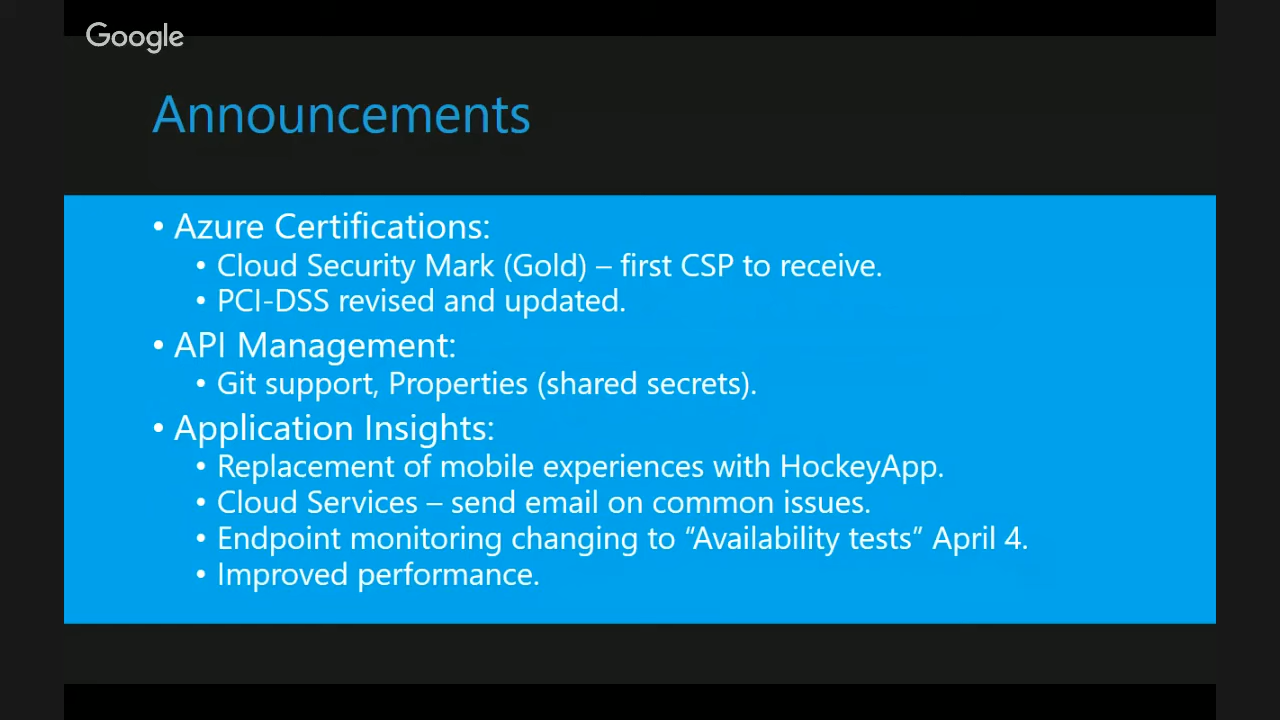 Google
Announcements
• Azure Certifications:
• Cloud Security Mark (Gold) – first CSP to receive.
• PCI-DSS revised and updated.
• API Management:
• Git support, Properties (shared secrets).
• Application Insights:
• Replacement of mobile experiences with HockeyApp.
• Cloud Services – send email on common issues.
• Endpoint monitoring changing to “Availability tests” April 4.
• Improved performance.